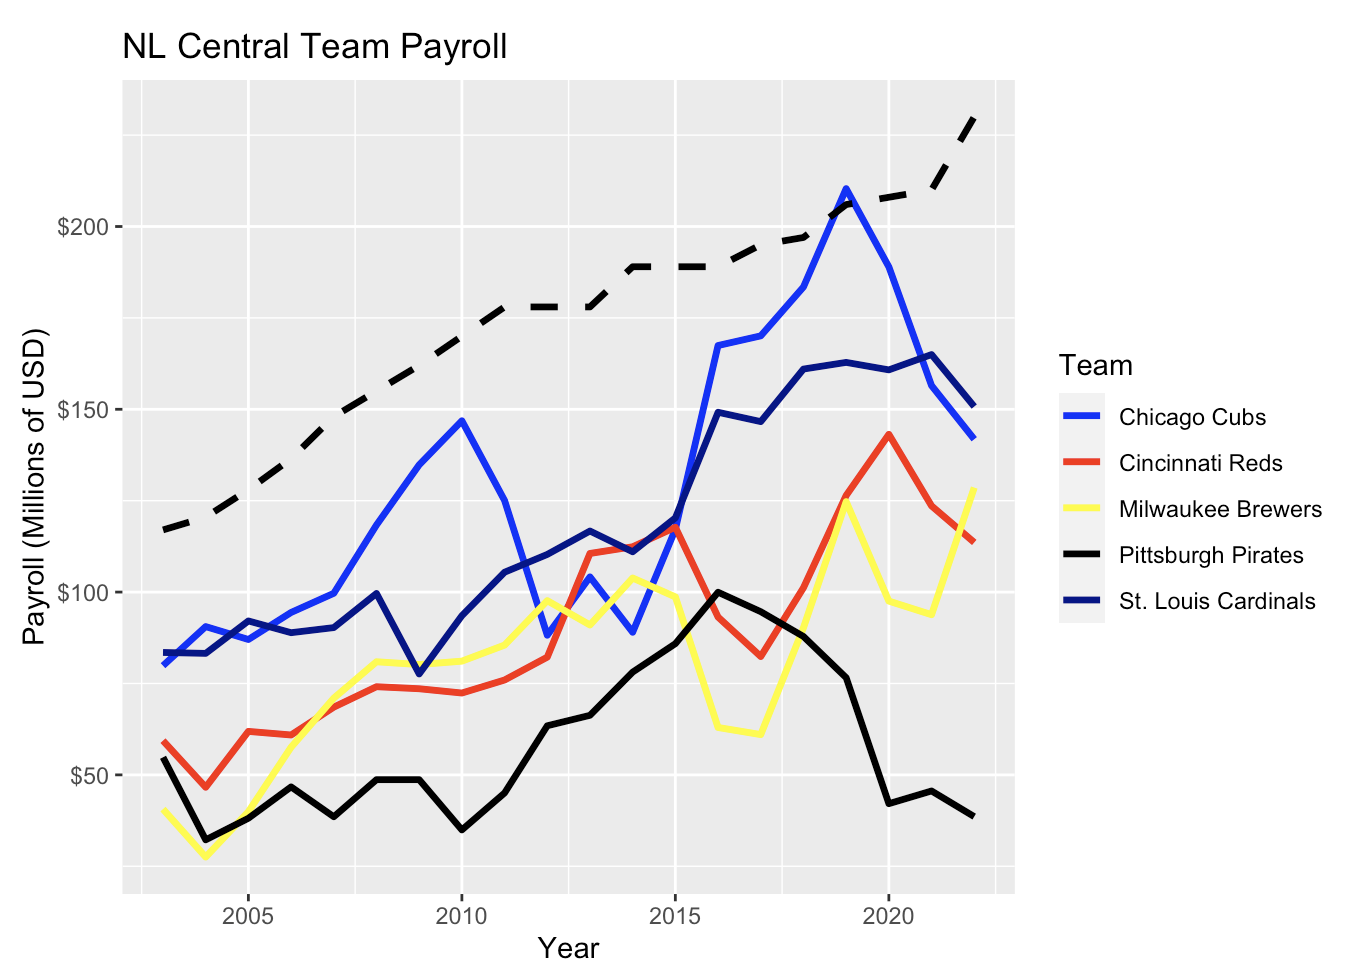 NL Central Team Payroll
Payroll (Millions of USD)
$200
$150
$100
$50
2005 2010 2015 2020
Year
Team
Chicago Cubs
Cincinnati Reds
Milwaukee Brewers
Pittsburgh Pirates
St. Louis Cardinals